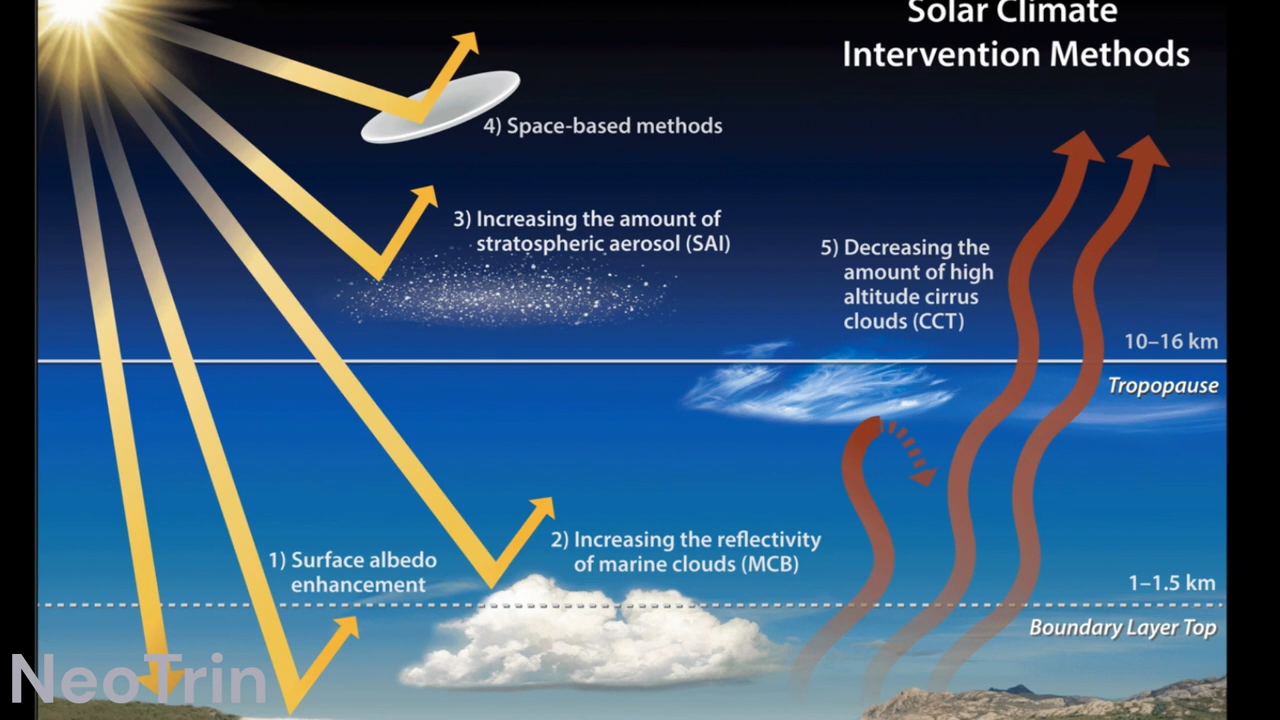 Solar Climate
Intervention Methods
4) Space-based methods
3) Increasing the amount of
stratospheric aerosol (SAI)
5) Decreasing the
amount of high
altitude cirrus
clouds (CCT)
10–16 km
Tropopause
2) Increasing the reflectivity
of marine clouds (MCB)
1) Surface albedo
enhancement
1–1.5 km
Boundary Layer Top
NeoTrin